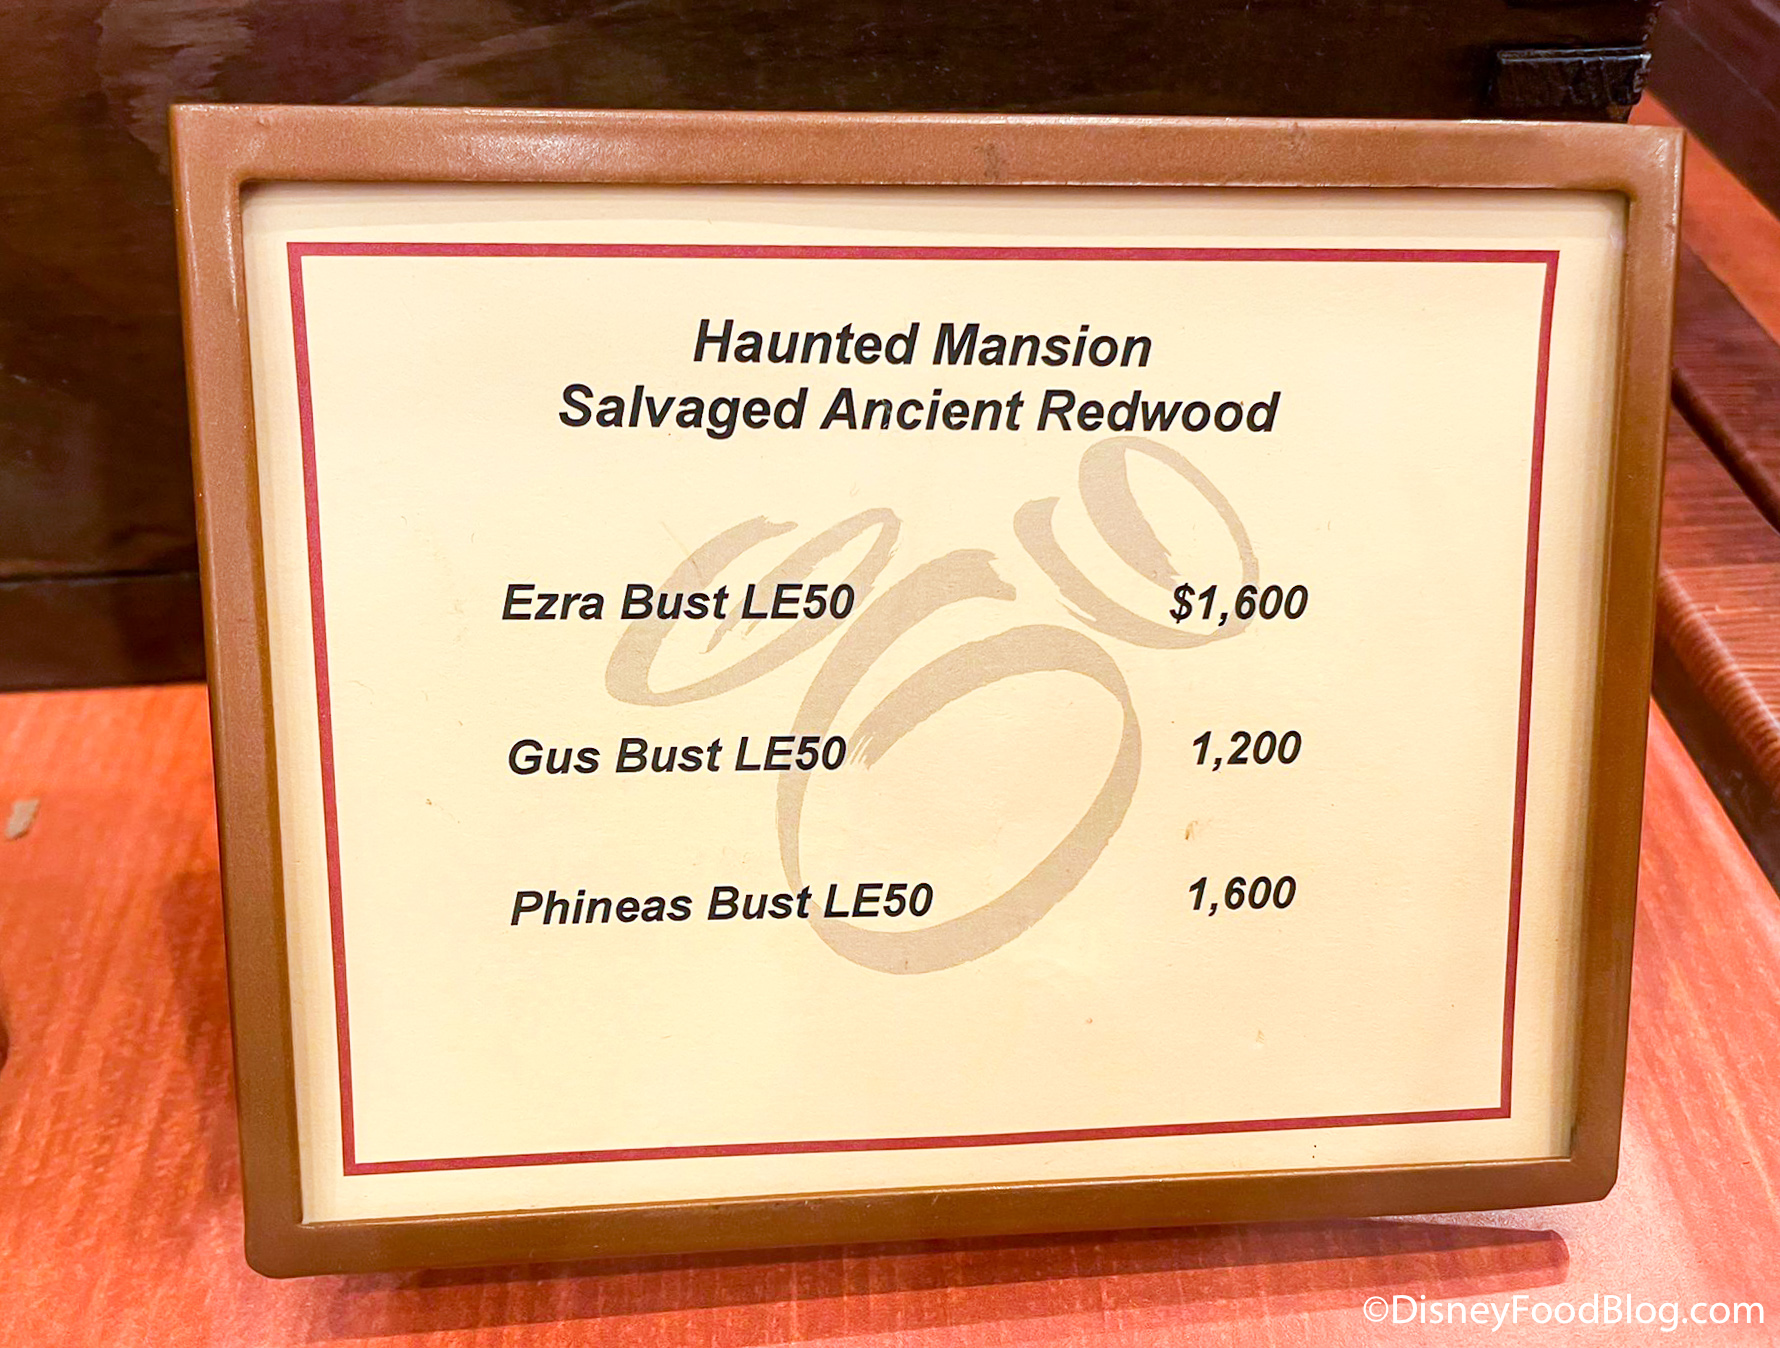 Haunted Mansion
Salvaged Ancient Redwood
Ezra Bust LE50 $1,600
Gus Bust LE50 1,200
Phineas Bust LE50 1,600
©DisneyFoodBlog.com